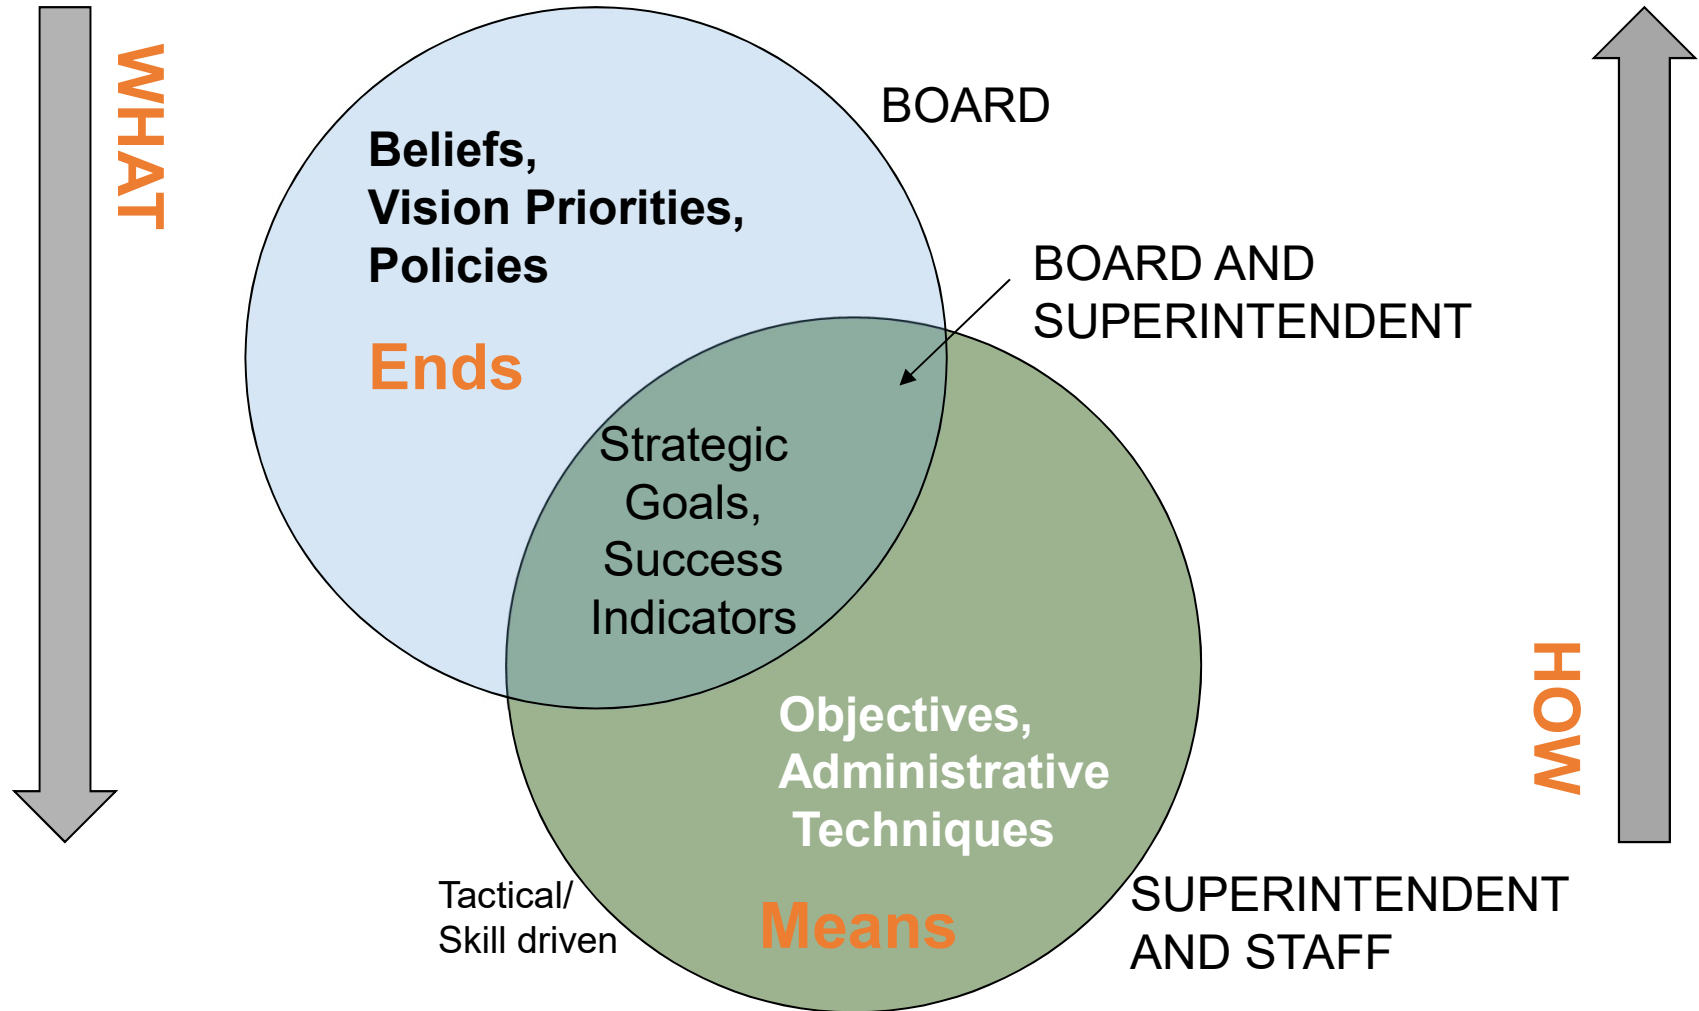 WHAT
BOARD
Beliefs,
Vision Priorities,
Policies
BOARD AND
SUPERINTENDENT
Ends
Strategic
Goals,
Success
Indicators
HOW
Objectives,
Administrative
Techniques
Tactical/
Skill driven
Means
SUPERINTENDENT
AND STAFF